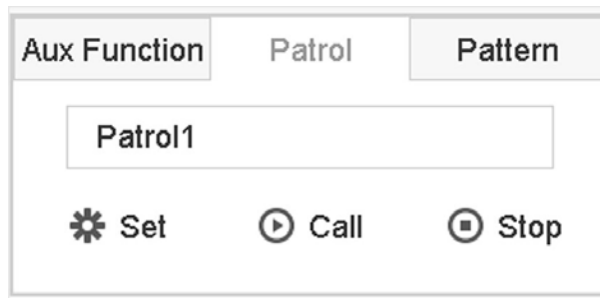 Aux Function Patrol Pattern
Patrol1
Set Call Stop